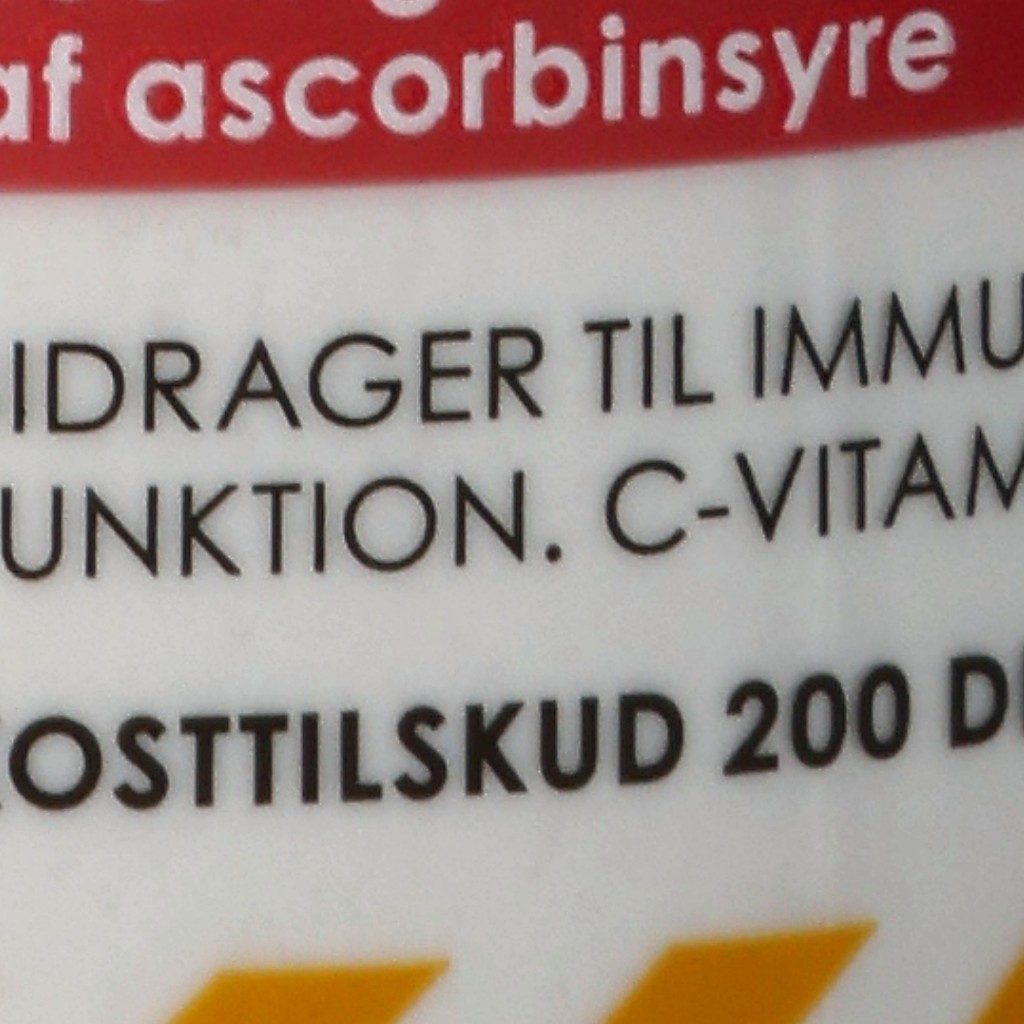 af ascorbinsyre
IDRAGER TIL IMMU
UNKTION. C-VITAM
OSTTILSKUD 200 D